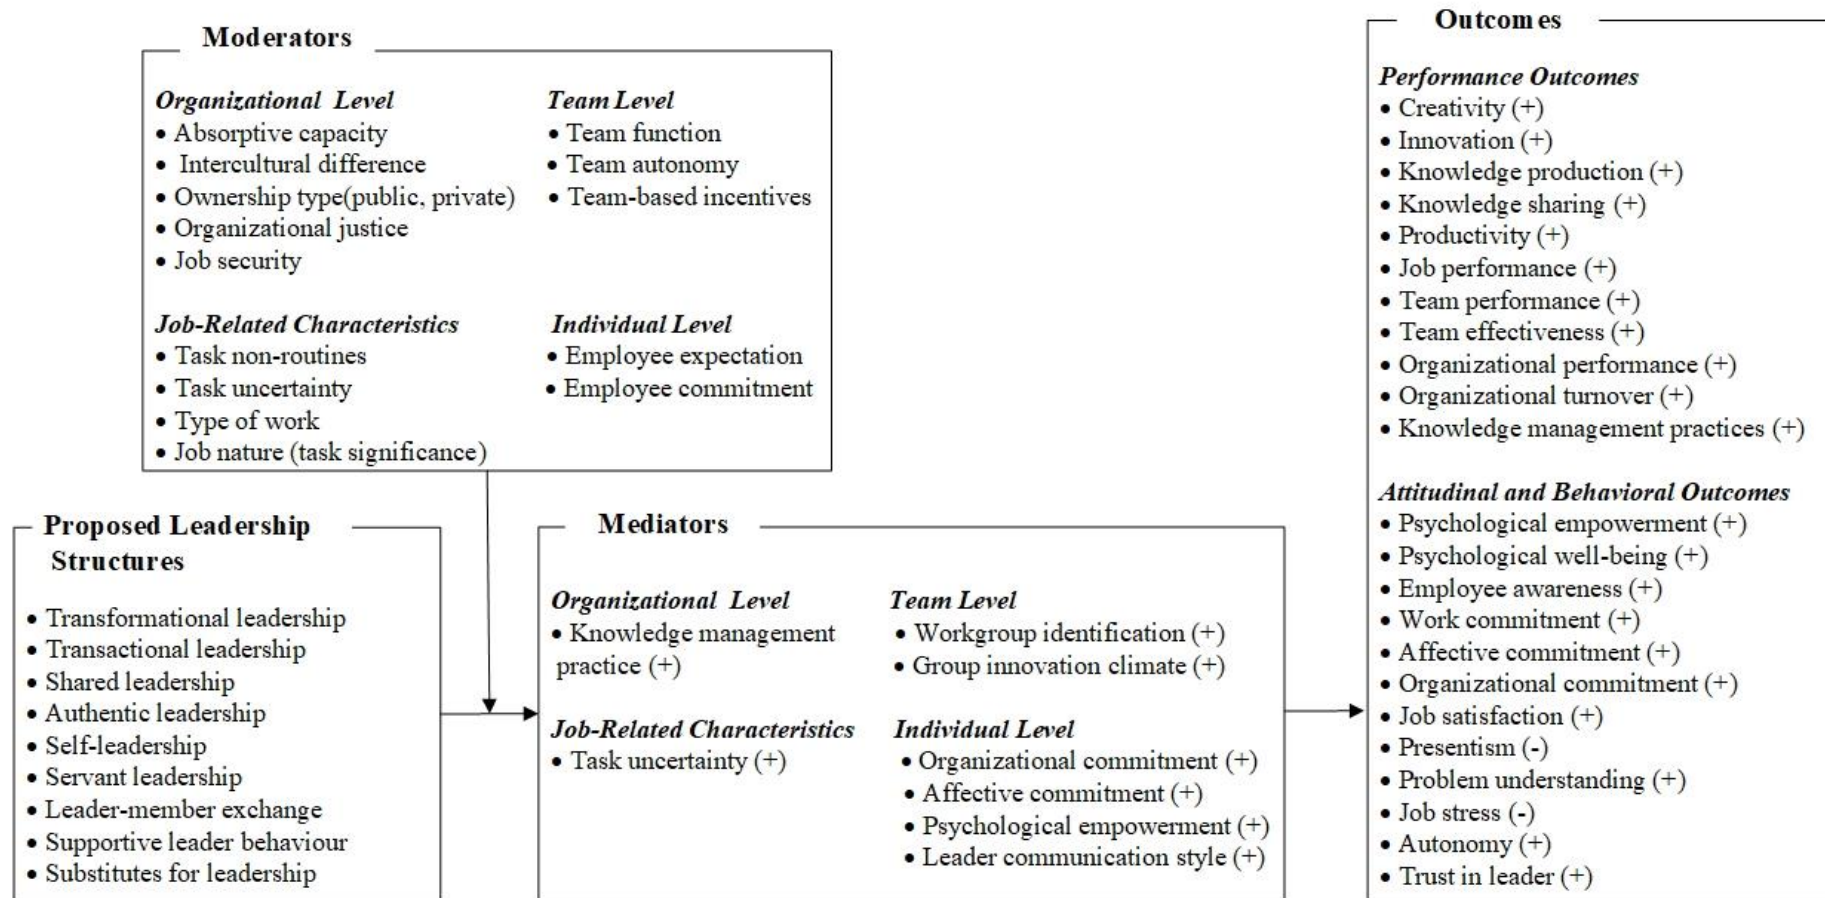 Moderators
Organizational Level
• Absorptive capacity
• Intercultural difference
• Ownership type(public, private)
• Organizational justice
• Job security
Team Level
• Team function
• Team autonomy
• Team-based incentives
Job-Related Characteristics
• Task non-routines
• Task uncertainty
• Type of work
• Job nature (task significance)
Individual Level
• Employee expectation
• Employee commitment
Proposed Leadership
Structures
• Transformational leadership
• Transactional leadership
• Shared leadership
• Authentic leadership
• Self-leadership
• Servant leadership
• Leader-member exchange
• Supportive leader behaviour
• Substitutes for leadership
Mediators
Organizational Level
• Knowledge management
practice (+)
Team Level
• Workgroup identification (+)
• Group innovation climate (+)
Job-Related Characteristics
• Task uncertainty (+)
Individual Level
• Organizational commitment (+)
• Affective commitment (+)
• Psychological empowerment (+)
• Leader communication style (+)
Outcomes
Performance Outcomes
• Creativity (+)
• Innovation (+)
• Knowledge production (+)
• Knowledge sharing (+)
• Productivity (+)
• Job performance (+)
• Team performance (+)
• Team effectiveness (+)
• Organizational performance (+)
• Organizational turnover (+)
• Knowledge management practices (+)
Attitudinal and Behavioral Outcomes
• Psychological empowerment (+)
• Psychological well-being (+)
• Employee awareness (+)
• Work commitment (+)
• Affective commitment (+)
• Organizational commitment (+)
• Job satisfaction (+)
• Presentism (-)
• Problem understanding (+)
• Job stress (-)
• Autonomy (+)
• Trust in leader (+)